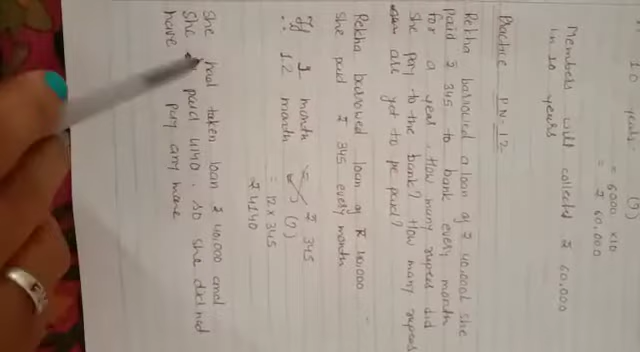 10 years. (?)
= 6000 x 10
= ₹ 60,000
Members will collected ₹ 60,000
in 10 years
Practice P.N. 12
Rekha borrowed a loan of ₹ 40,000 she
paid ₹ 345 to bank every month
for a year. How many rupees did
she pay to the bank? How many rupees
are yet to be paid?
Rekha borrowed loan of ₹ 40,000
she paid ₹ 345 every month
If 1 month = ₹ 345
∴ 12 month (?)
= 12 x 345
₹ 4140
She had taken loan ₹ 40,000 and
She paid 4140. so she did not
have pay any more